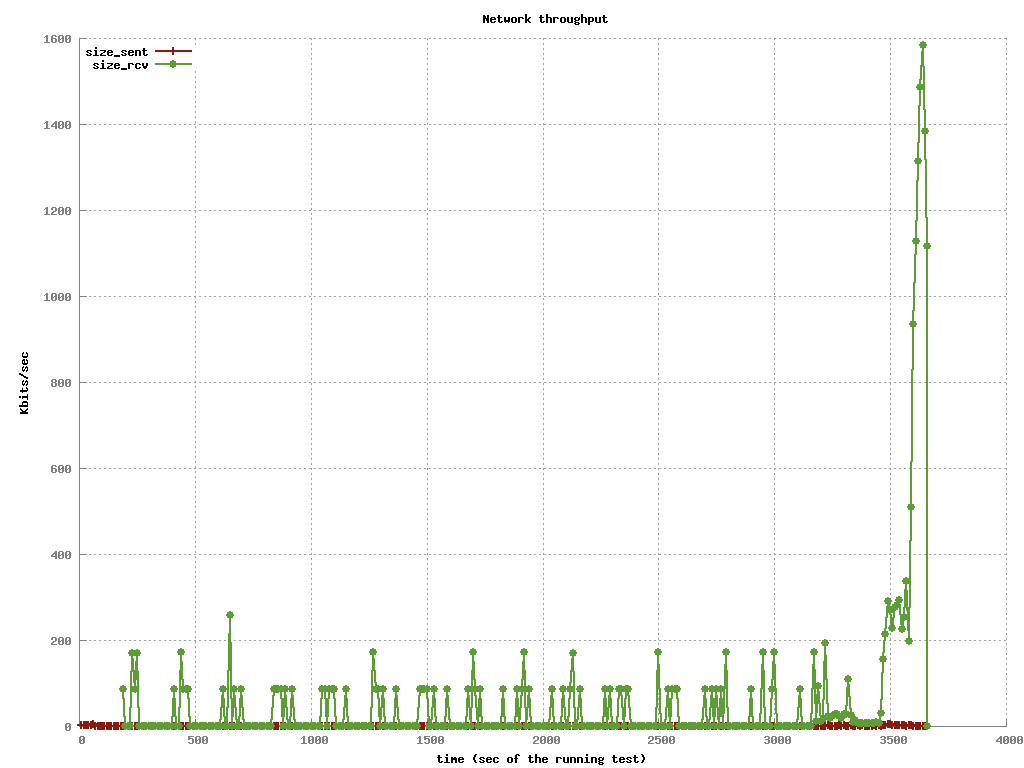 Network throughput
size_sent
size_rcv
1600
1400
1200
1000
800
600
400
200
0
Kbits/sec
0 500 1000 1500 2000 2500 3000 3500 4000
time (sec of the running test)